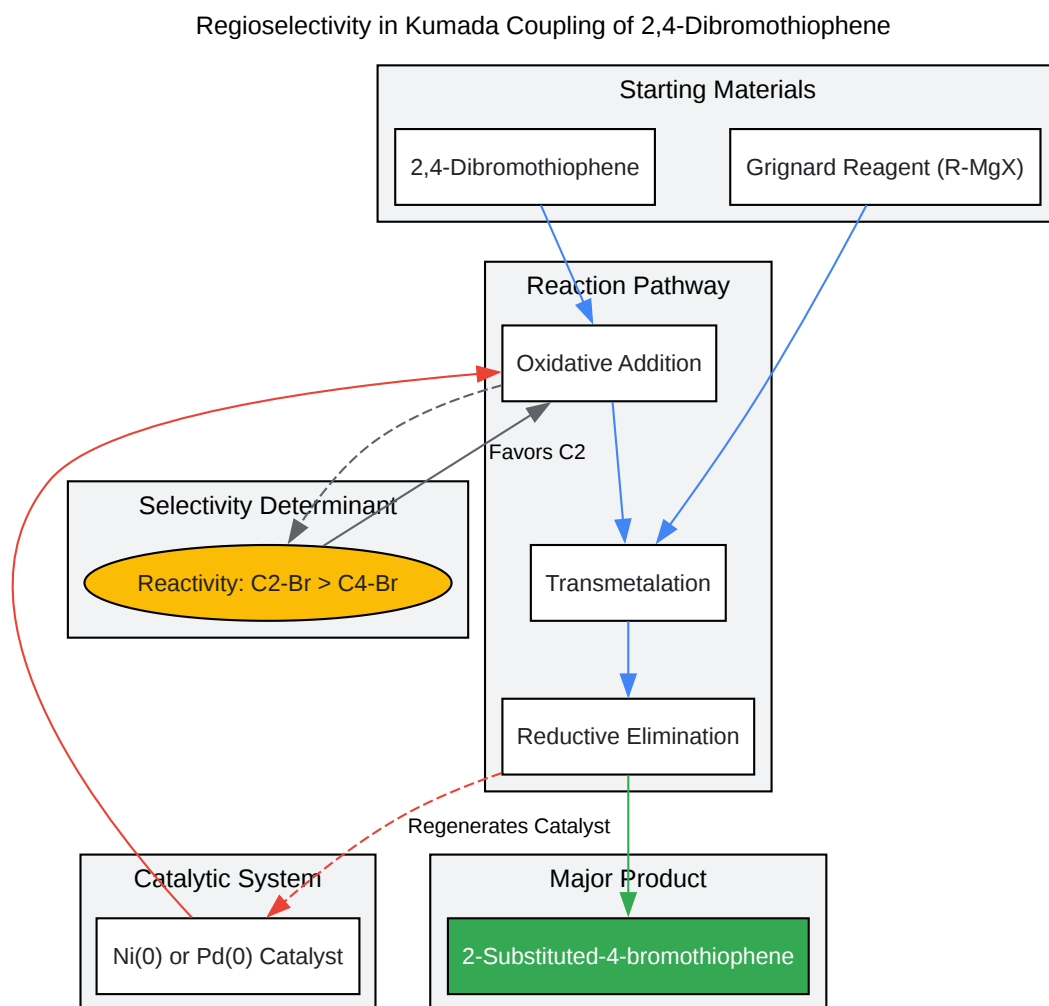 Regioselectivity in Kumada Coupling of 2,4-Dibromothiophene
Starting Materials
2,4-Dibromothiophene
Grignard Reagent (R-MgX)
Reaction Pathway
Oxidative Addition
Favors C2
Selectivity Determinant
Reactivity: C2-Br > C4-Br
Transmetalation
Reductive Elimination
Regenerates Catalyst
Catalytic System
Ni(0) or Pd(0) Catalyst
Major Product
2-Substituted-4-bromothiophene